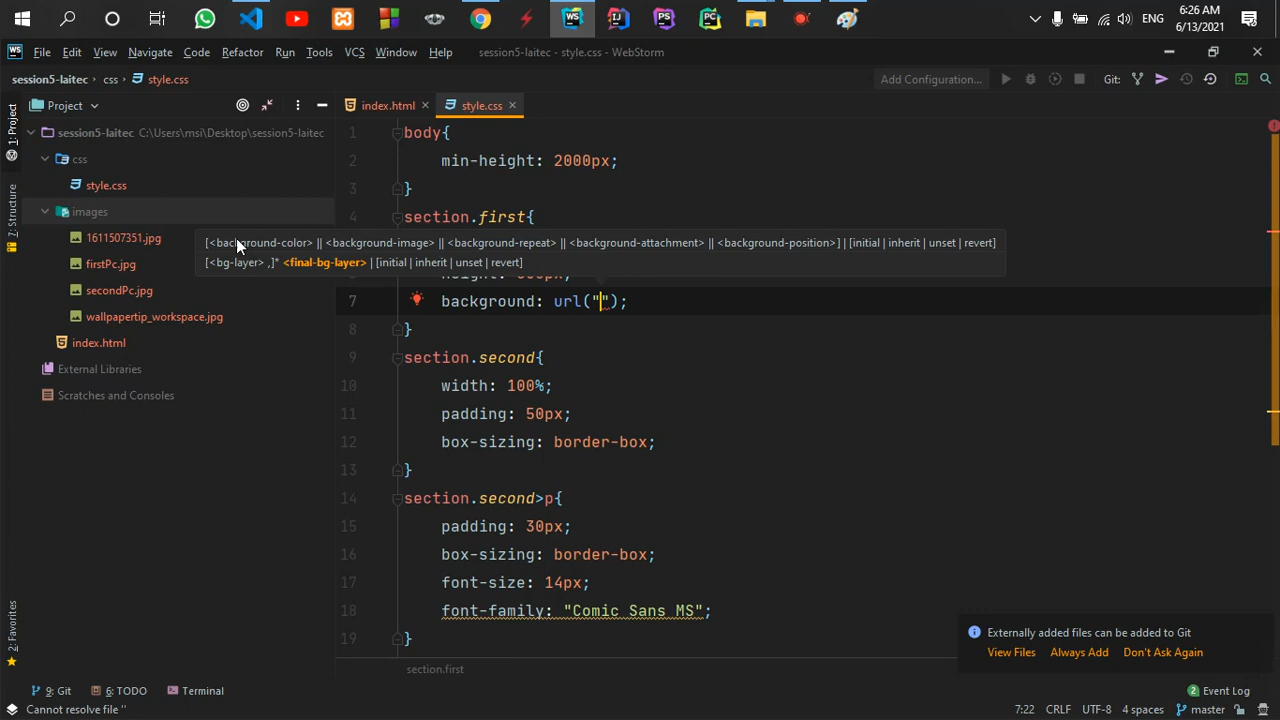 ENG
6:26 AM
6/13/2021
WS
File Edit View Navigate Code Refactor Run Tools VCS Window Help session5-laitec - style.css - WebStorm
session5-laitec > css > style.css Add Configuration... Git:
Project index.html style.css
session5-laitec C:\Users\msi\Desktop\session5-laitec
css
style.css
images
1611507351.jpg
firstPc.jpg
secondPc.jpg
wallpapertip_workspace.jpg
index.html
External Libraries
Scratches and Consoles
1: Project
7: Structure
2: Favorites
1 body{
2 min-height: 2000px;
3 }
4 section.first{
[<background-color> || <background-image> || <background-repeat> || <background-attachment> || <background-position>] | [initial | inherit | unset | revert]
[<bg-layer> ,]* <final-bg-layer> | [initial | inherit | unset | revert]
7 background: url("");
8 }
9 section.second{
10 width: 100%;
11 padding: 50px;
12 box-sizing: border-box;
13 }
14 section.second>p{
15 padding: 30px;
16 box-sizing: border-box;
17 font-size: 14px;
18 font-family: "Comic Sans MS";
19 }
section.first
Externally added files can be added to Git
View Files Always Add Don't Ask Again
9: Git 6: TODO Terminal 2 Event Log
Cannot resolve file '' 7:22 CRLF UTF-8 4 spaces master